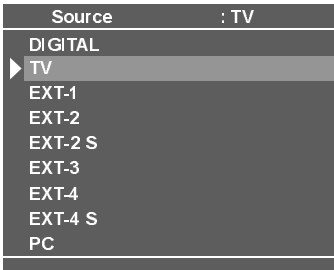 Source : TV
DIGITAL
TV
EXT-1
EXT-2
EXT-2 S
EXT-3
EXT-4
EXT-4 S
PC